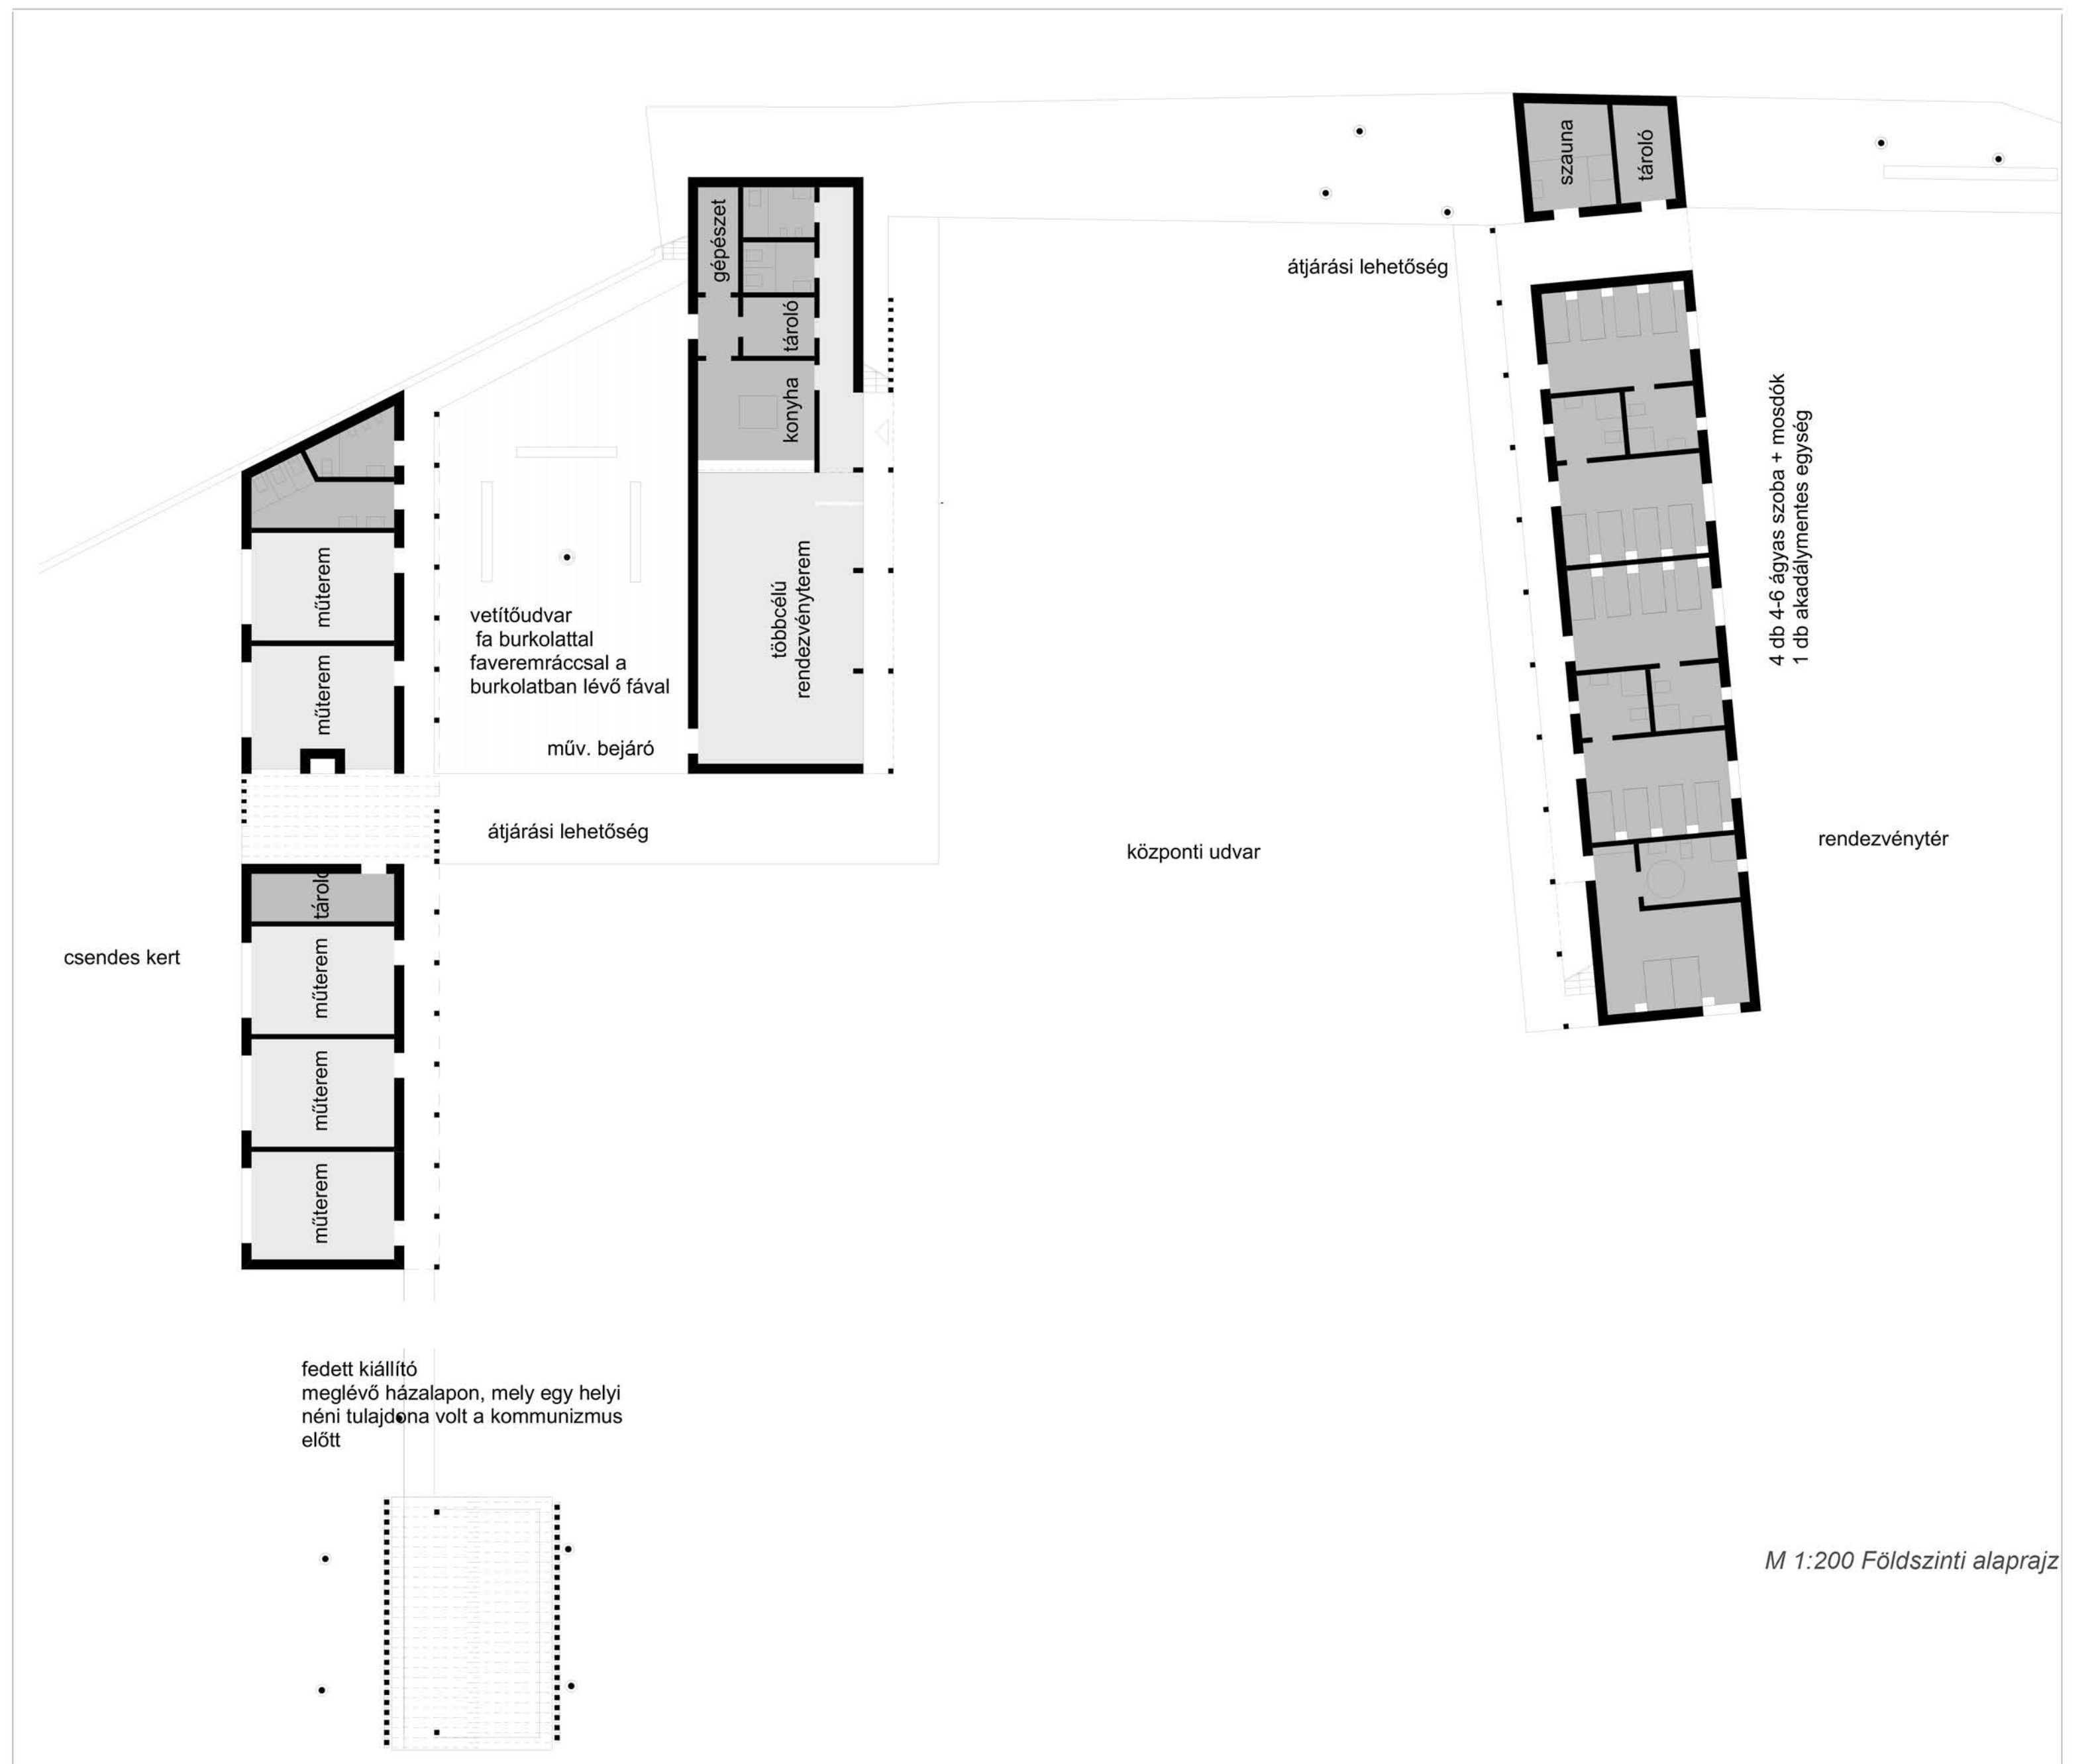 szauna
tároló
gépészet
tároló
konyha
átjárási lehetőség
4 db 4-6 ágyas szoba + mosdók
1 db akadálymentes egység
műterem
műterem
vetítőudvar
fa burkolattal
faveremráccsal a
burkolatban lévő fával
többcélú
rendezvényterem
műv. bejáró
átjárási lehetőség
központi udvar
rendezvénytér
tároló
csendes kert
műterem
műterem
műterem
fedett kiállító
meglévő házalapon, mely egy helyi
néni tulajdona volt a kommunizmus
előtt
M 1:200 Földszinti alaprajz